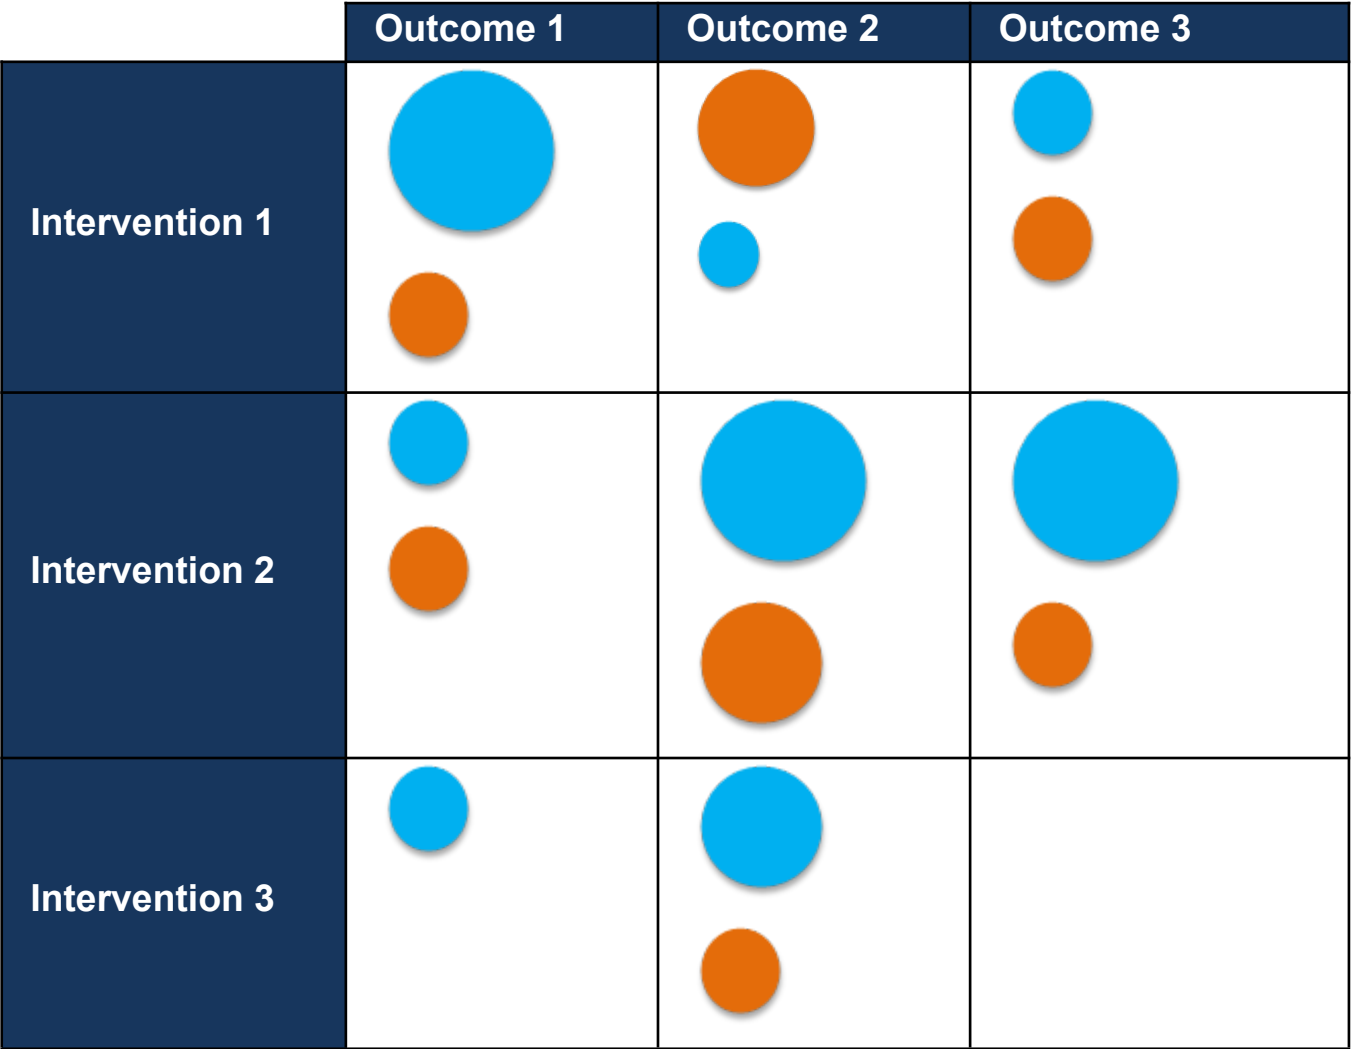 Outcome 1
Outcome 2
Outcome 3
Intervention 1
Intervention 2
Intervention 3